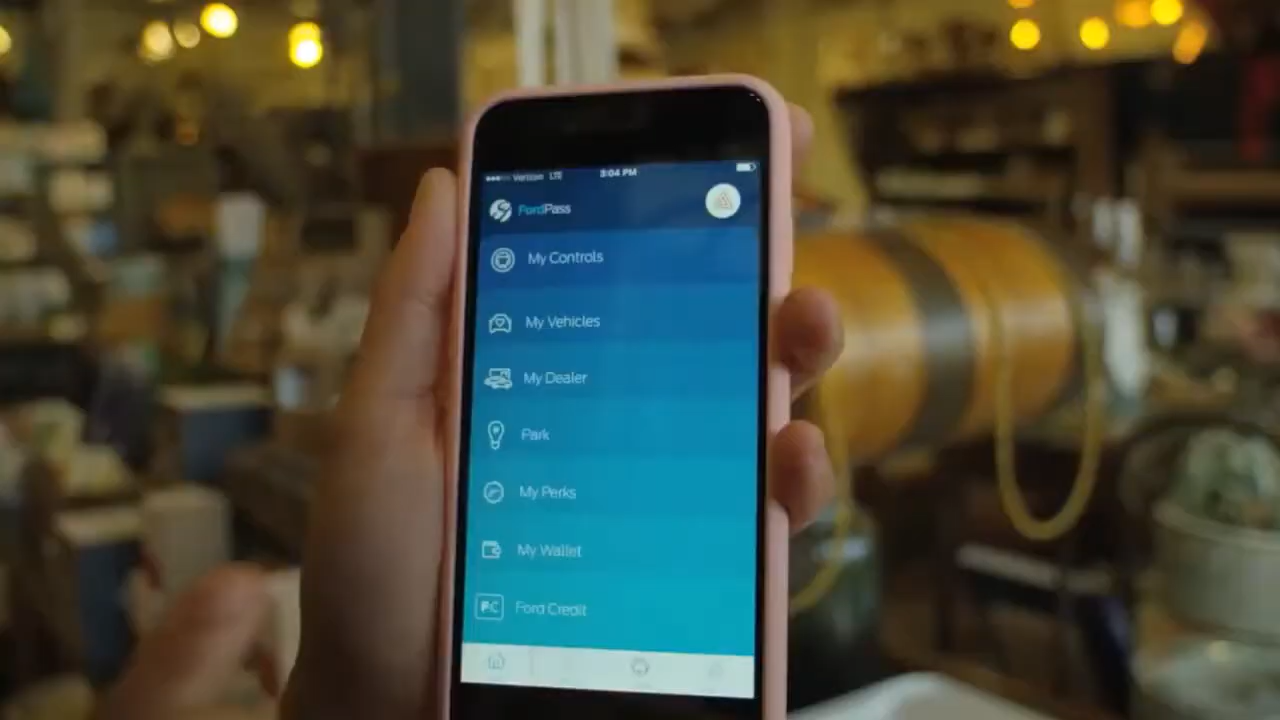 Verizon LTE 3:04 PM
FordPass
My Controls
My Vehicles
My Dealer
Park
My Perks
My Wallet
FC Ford Credit